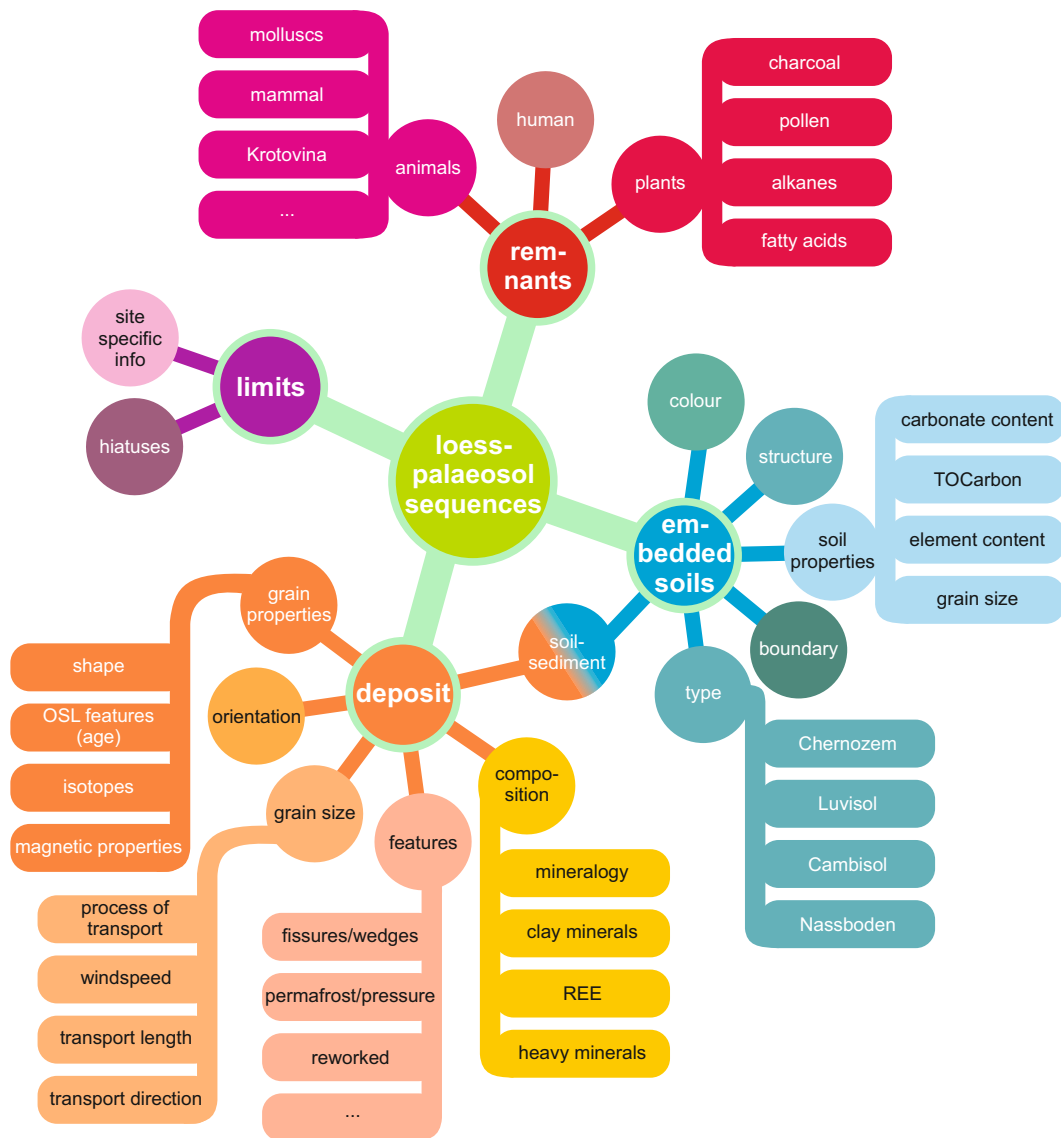 molluscs
mammal
Krotovina
...
animals
human
plants
charcoal
pollen
alkanes
fatty acids
rem-
nants
site
specific
info
limits
hiatuses
loess-
palaeosol
sequences
colour
structure
em-
bedded
soils
soil
properties
carbonate content
TOCarbon
element content
grain size
boundary
type
Chernozem
Luvisol
Cambisol
Nassboden
soil-
sediment
deposit
grain
properties
shape
OSL features
(age)
isotopes
magnetic properties
orientation
grain size
process of
transport
windspeed
transport length
transport direction
features
fissures/wedges
permafrost/pressure
reworked
...
compo-
sition
mineralogy
clay minerals
REE
heavy minerals